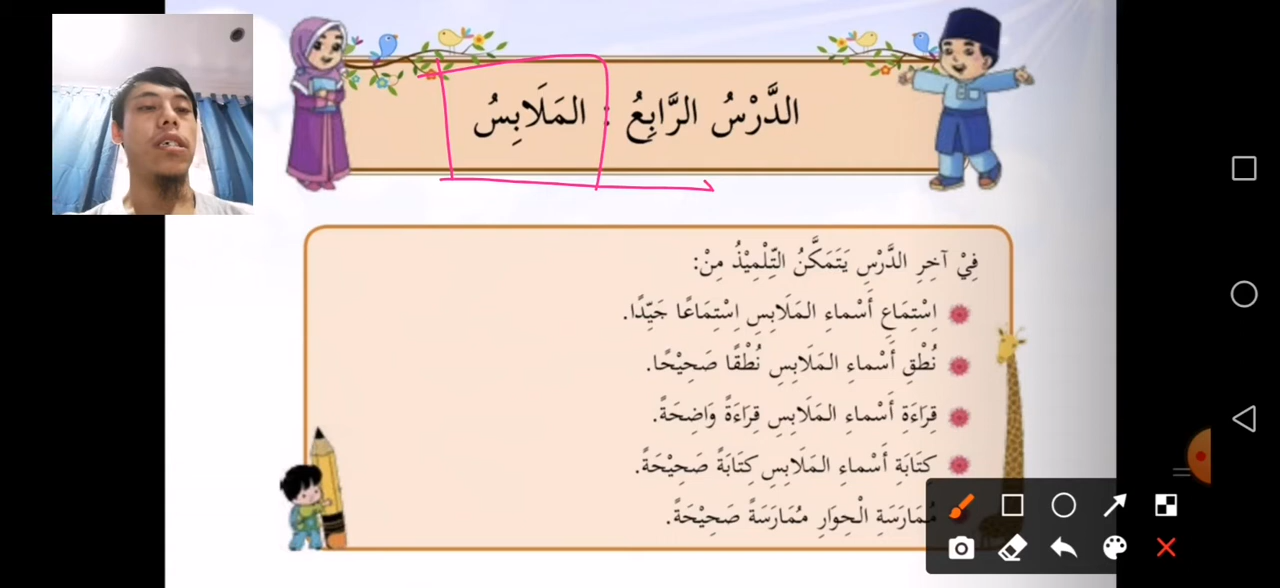 الدَّرْسُ الرَّابِعُ : المَلَابِسُ
فِيْ آخِرِ الدَّرْسِ يَتَمَكَّنُ التِّلْمِيْذُ مِنْ:
اِسْتِمَاعِ أَسْمَاءِ المَلَابِسِ اِسْتِمَاعًا جَيِّدًا.
نُطْقِ أَسْمَاءِ المَلَابِسِ نُطْقًا صَحِيْحًا.
قِرَاءَةِ أَسْمَاءِ المَلَابِسِ قِرَاءَةً وَاضِحَةً.
كِتَابَةِ أَسْمَاءِ المَلَابِسِ كِتَابَةً صَحِيْحَةً.
مُمَارَسَةِ الْحِوَارِ مُمَارَسَةً صَحِيْحَةً.